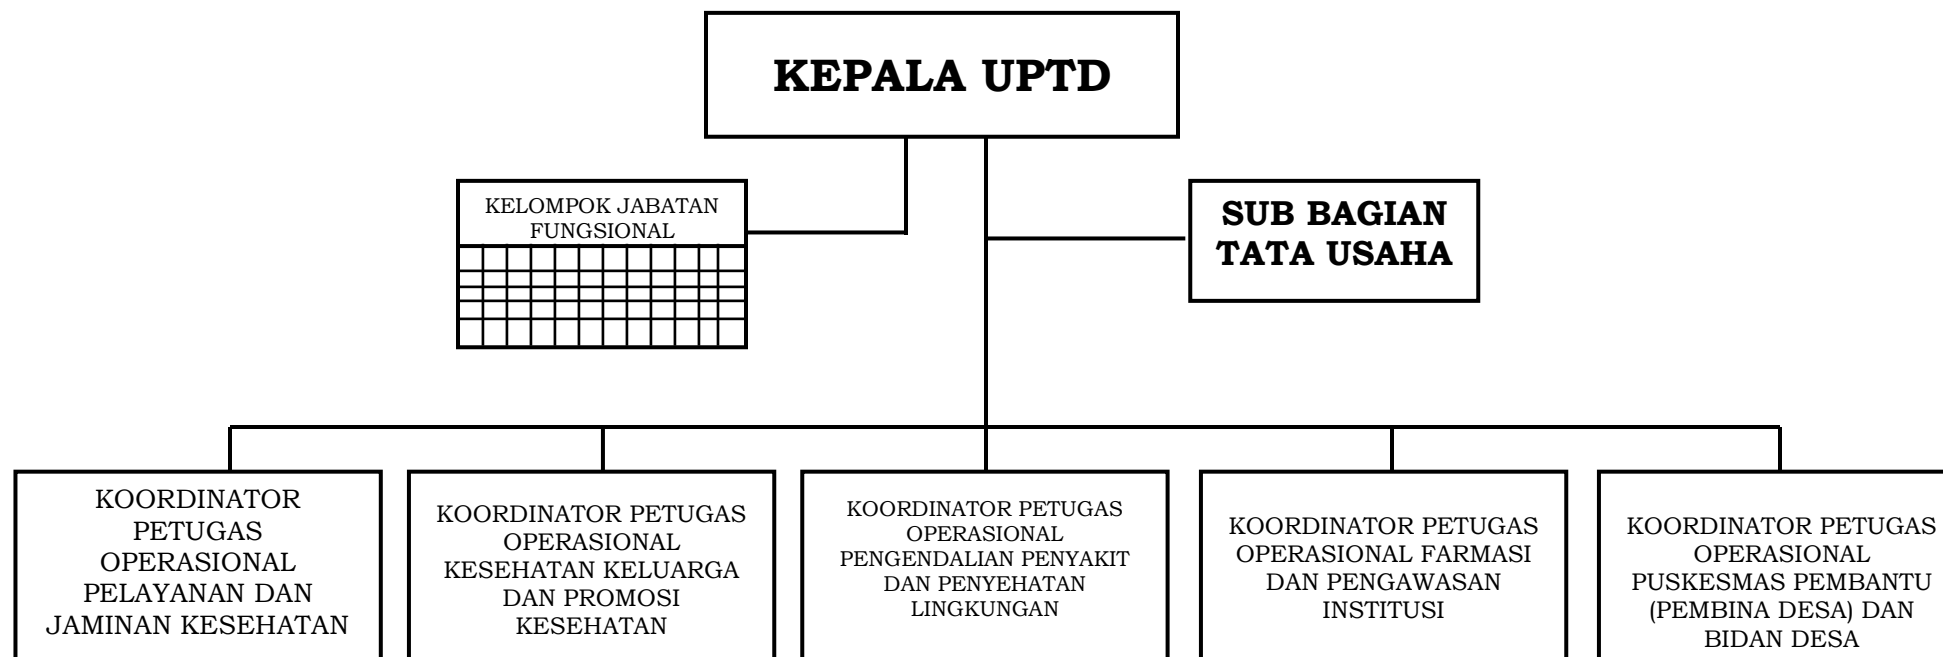 KEPALA UPTD
KELOMPOK JABATAN
FUNGSIONAL
SUB BAGIAN
TATA USAHA
KOORDINATOR
PETUGAS
OPERASIONAL
PELAYANAN DAN
JAMINAN KESEHATAN
KOORDINATOR PETUGAS
OPERASIONAL
KESEHATAN KELUARGA
DAN PROMOSI
KESEHATAN
KOORDINATOR PETUGAS
OPERASIONAL
PENGENDALIAN PENYAKIT
DAN PENYEHATAN
LINGKUNGAN
KOORDINATOR PETUGAS
OPERASIONAL FARMASI
DAN PENGAWASAN
INSTITUSI
KOORDINATOR PETUGAS
OPERASIONAL
PUSKESMAS PEMBANTU
(PEMBINA DESA) DAN
BIDAN DESA